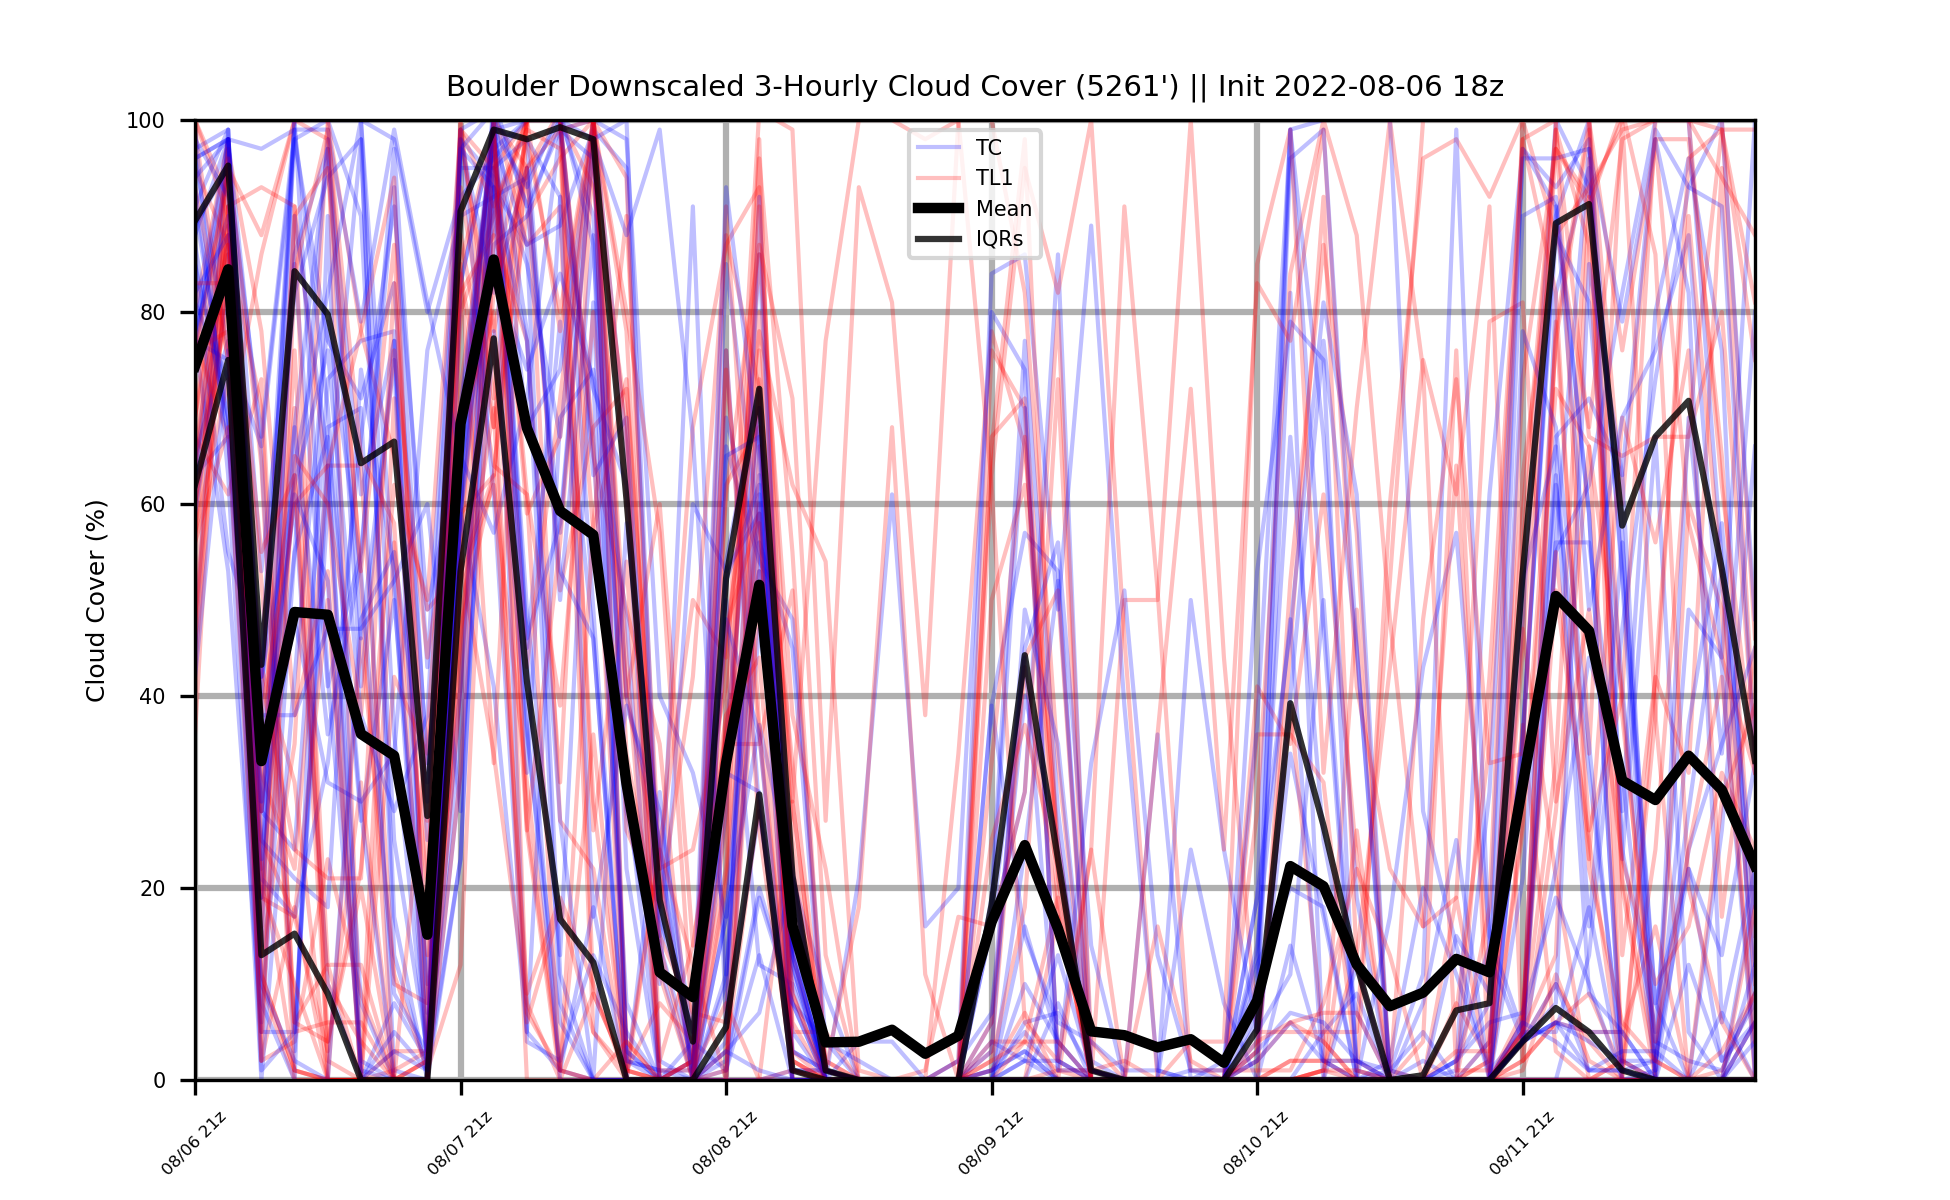 Boulder Downscaled 3-Hourly Cloud Cover (5261') || Init 2022-08-06 18z
Cloud Cover (%)
100
80
60
40
20
0
TC
TL1
Mean
IQRs
08/06 21z
08/07 21z
08/08 21z
08/09 21z
08/10 21z
08/11 21z